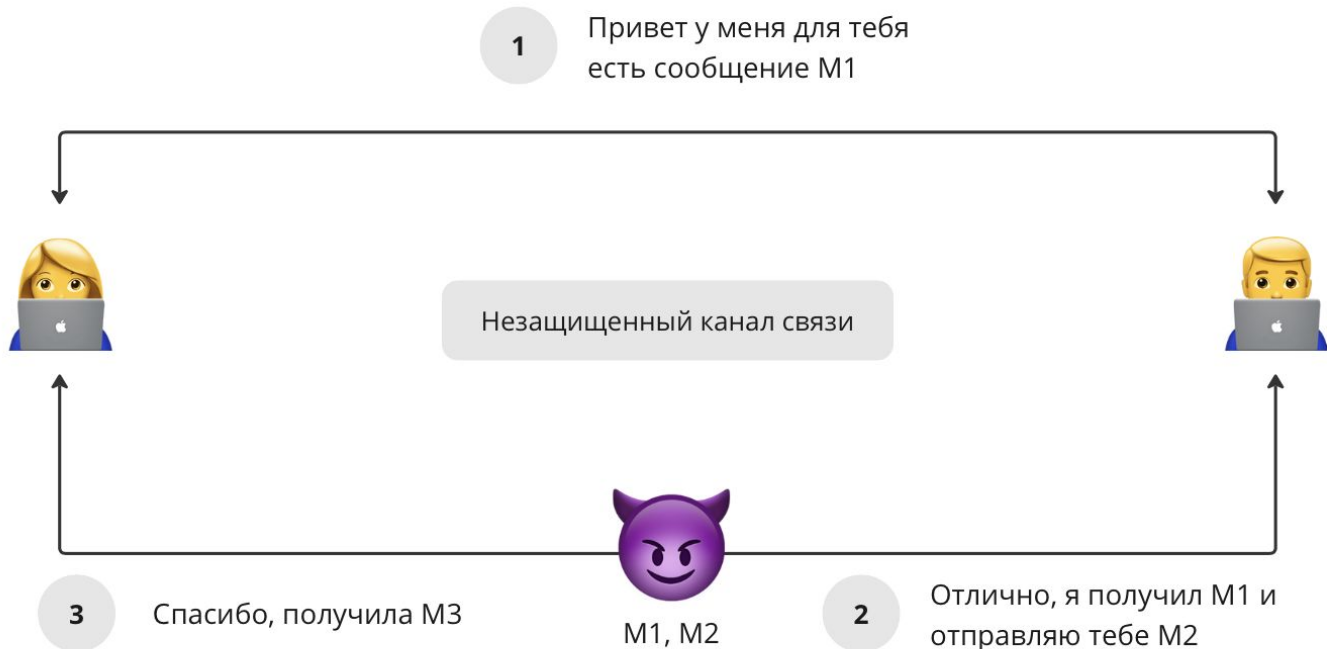 1
Привет у меня для тебя
есть сообщение М1
Незащищенный канал связи
3
Спасибо, получила М3
М1, М2
2
Отлично, я получил М1 и
отправляю тебе М2